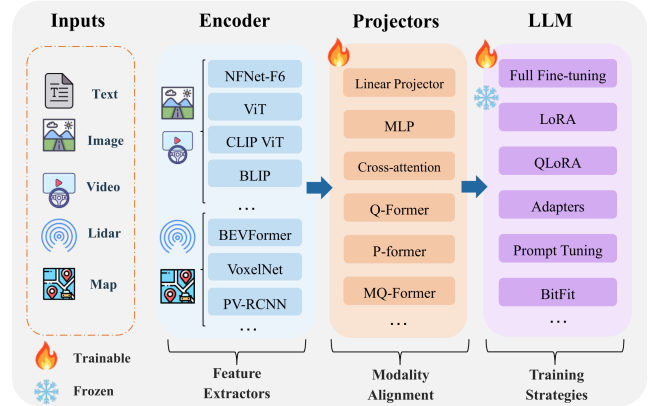 Inputs
Encoder
Projectors
LLM
Text
Image
Video
Lidar
Map
NFNet-F6
ViT
CLIP ViT
BLIP
...
BEVFormer
VoxelNet
PV-RCNN
...
Linear Projector
MLP
Cross-attention
Q-Former
P-former
MQ-Former
...
Full Fine-tuning
LoRA
QLoRA
Adapters
Prompt Tuning
BitFit
...
Trainable
Frozen
Feature
Extractors
Modality
Alignment
Training
Strategies